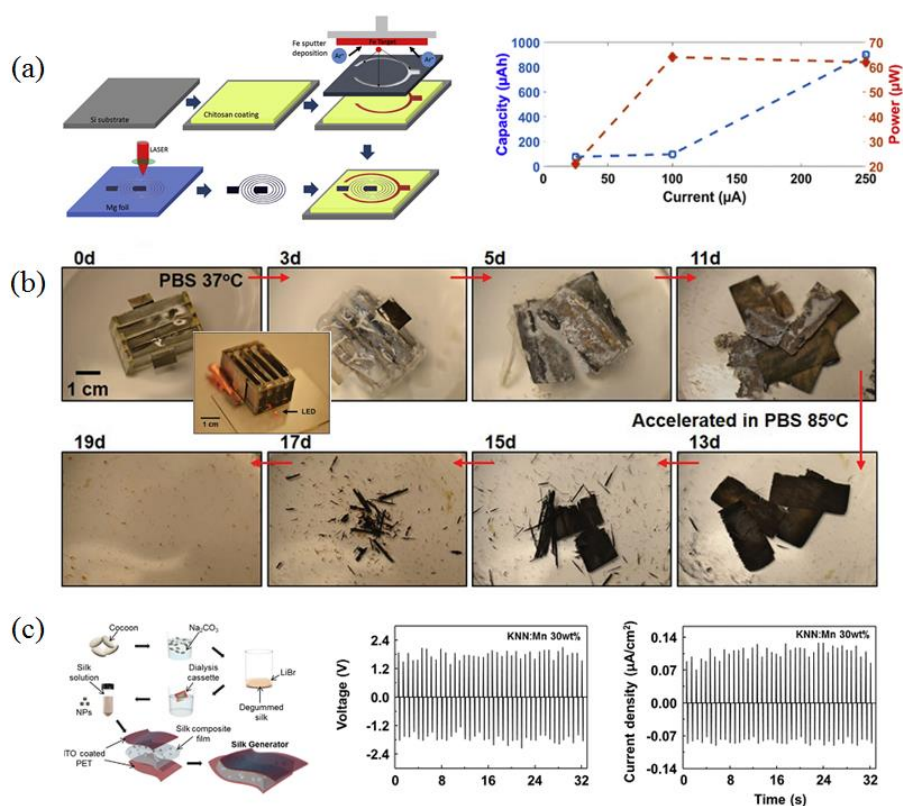 (a)
Fe sputter
deposition
Fe Target
Ar+
Ar+
Si substrate
Chitosan coating
LASER
Mg foil
Capacity (µAh)
1000
800
600
400
200
0
0
50
100
150
200
250
Current (µA)
70
60
50
40
30
20
Power (µW)
(b)
0d
3d
5d
11d
PBS 37°C
1 cm
1 cm
LED
Accelerated in PBS 85°C
19d
17d
15d
13d
(c)
Cocoon
Na₂CO₃
Silk
solution
Dialysis
cassette
LiBr
NPs
Degummed
silk
Silk composite
film
ITO coated
PET
Silk Generator
KNN:Mn 30wt%
Voltage (V)
2.4
1.2
0.0
-1.2
-2.4
0
8
16
24
32
KNN:Mn 30wt%
Current density (µA/cm²)
0.14
0.07
0.00
-0.07
-0.14
0
8
16
24
32
Time (s)